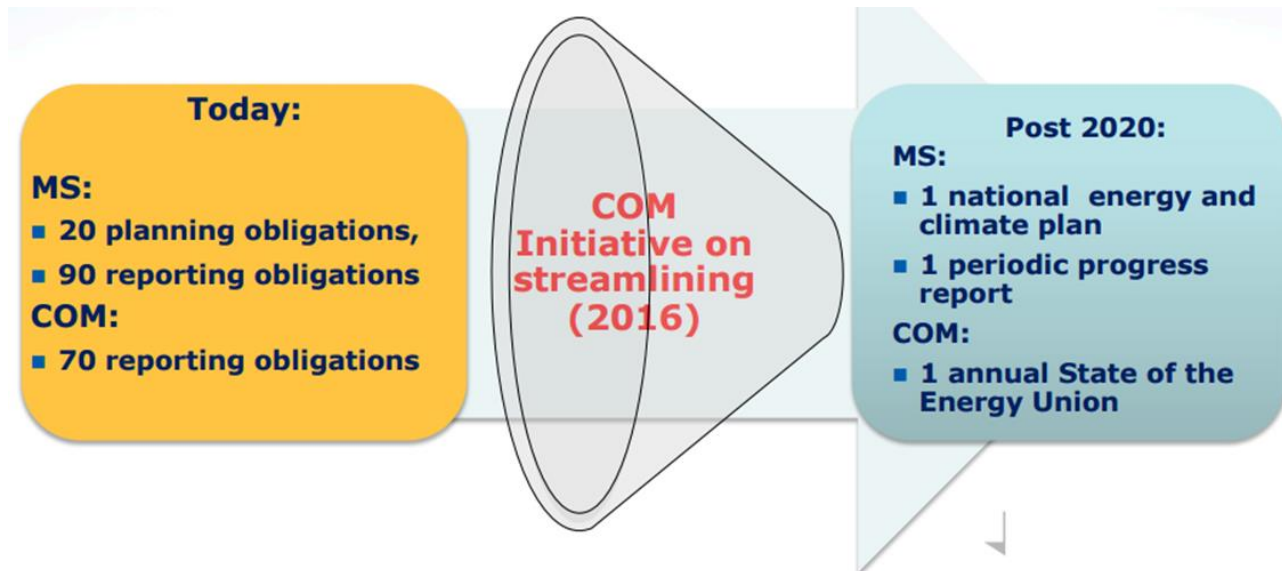 Today:
MS:
▪ 20 planning obligations,
▪ 90 reporting obligations
COM:
▪ 70 reporting obligations
COM
Initiative on
streamlining
(2016)
Post 2020:
MS:
▪ 1 national energy and
climate plan
▪ 1 periodic progress
report
COM:
▪ 1 annual State of the
Energy Union